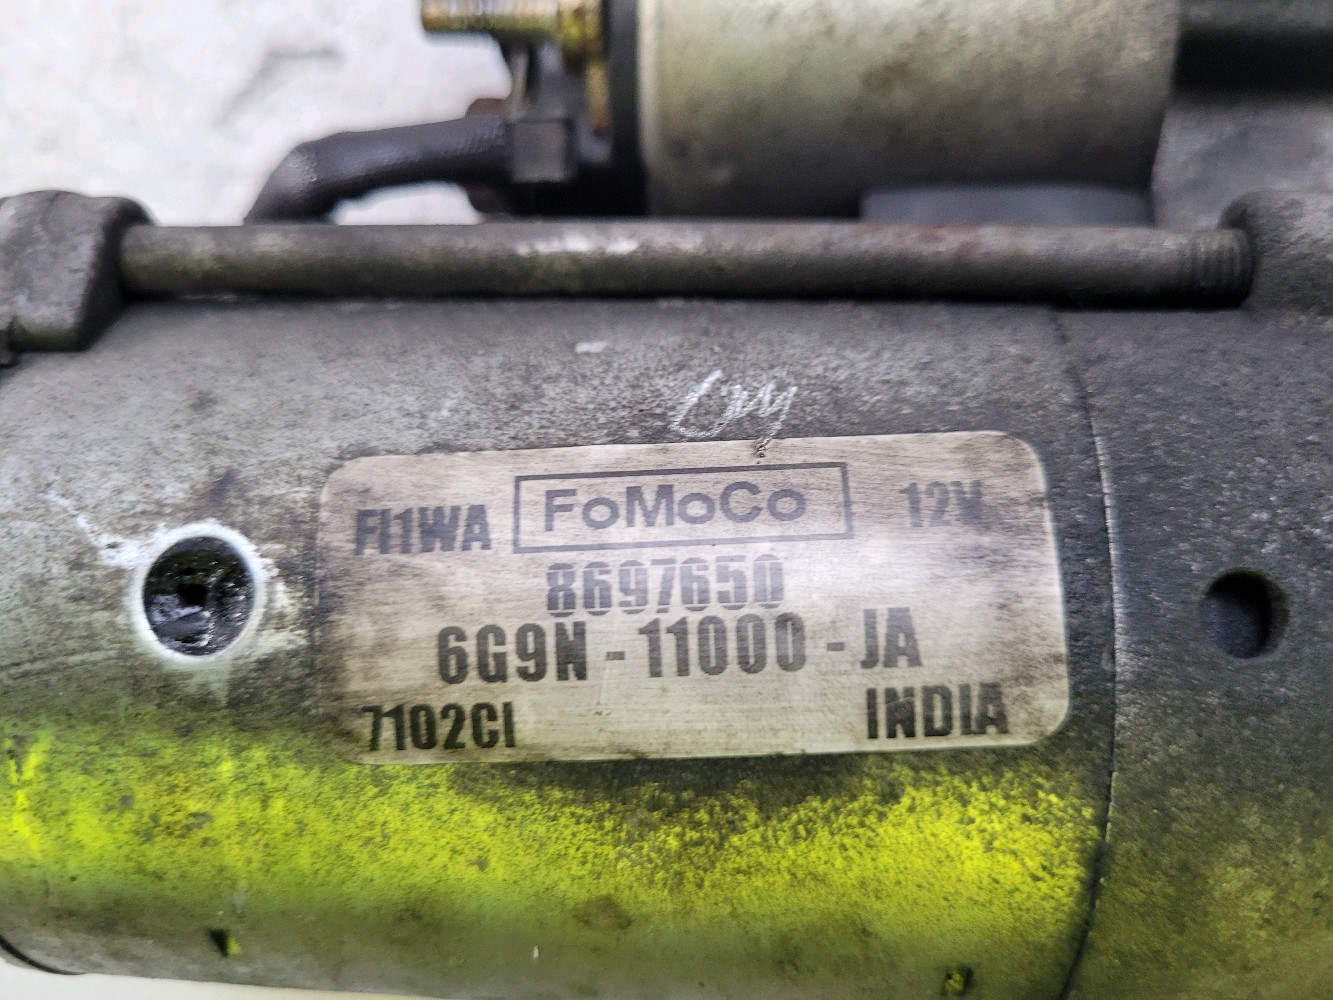 FI1WA FoMoCo 12V
8697650
6G9N - 11000 - JA
7102CI INDIA